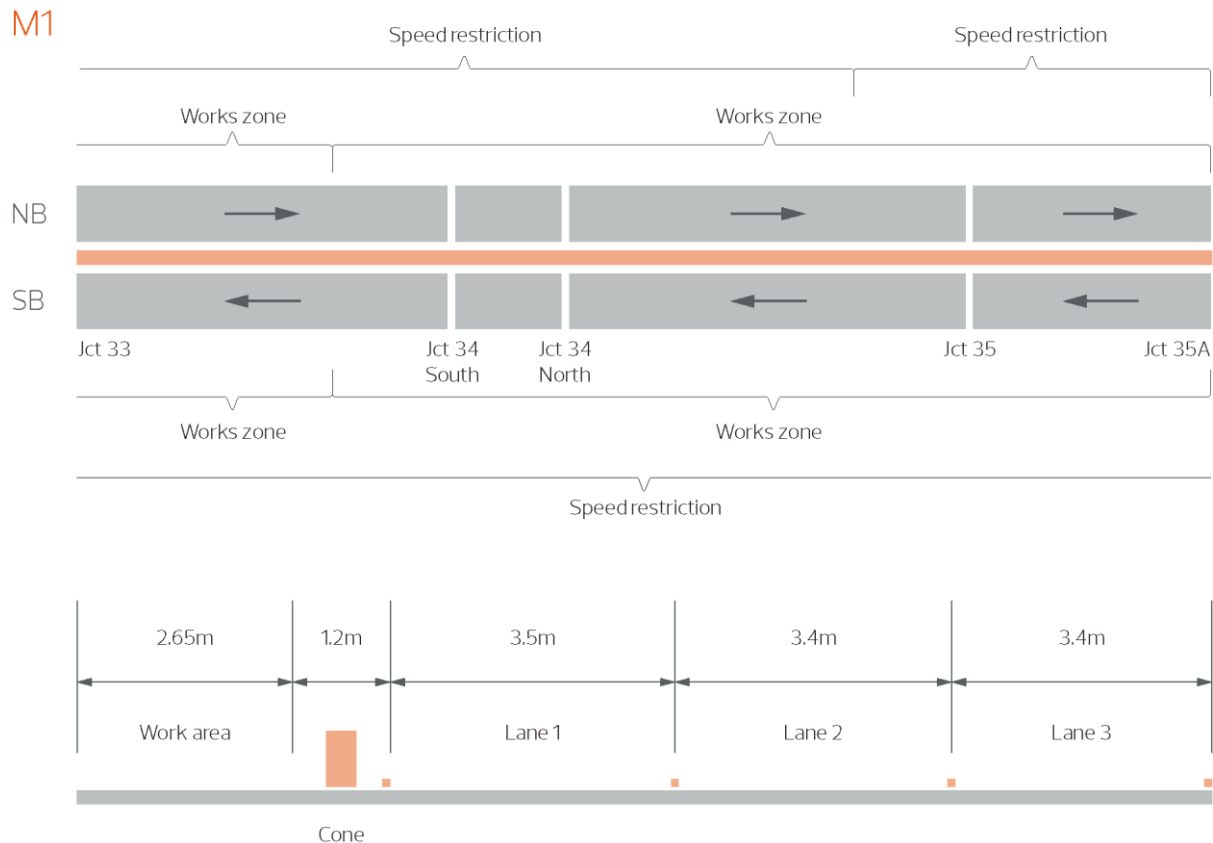 M1
Speed restriction
Speed restriction
Works zone
Works zone
NB
SB
Jct 33
Jct 34
South
Jct 34
North
Jct 35
Jct 35A
Works zone
Works zone
Speed restriction
2.65m
1.2m
3.5m
3.4m
3.4m
Work area
Lane 1
Lane 2
Lane 3
Cone